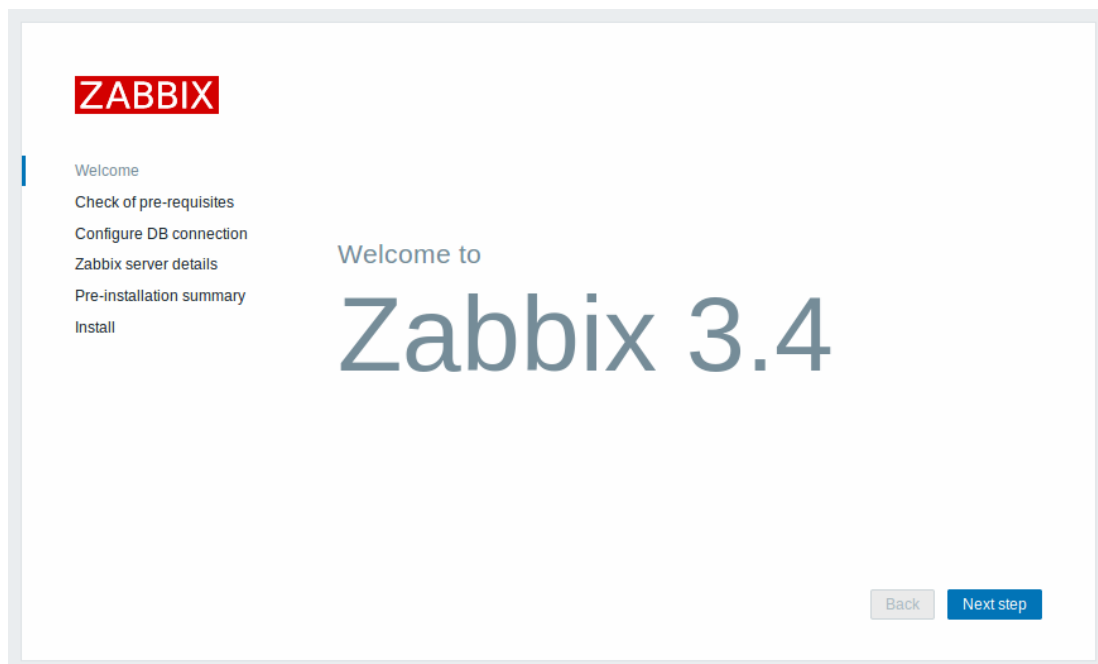 ZABBIX
Welcome
Check of pre-requisites
Configure DB connection
Zabbix server details
Pre-installation summary
Install
Welcome to
Zabbix 3.4
Back
Next step